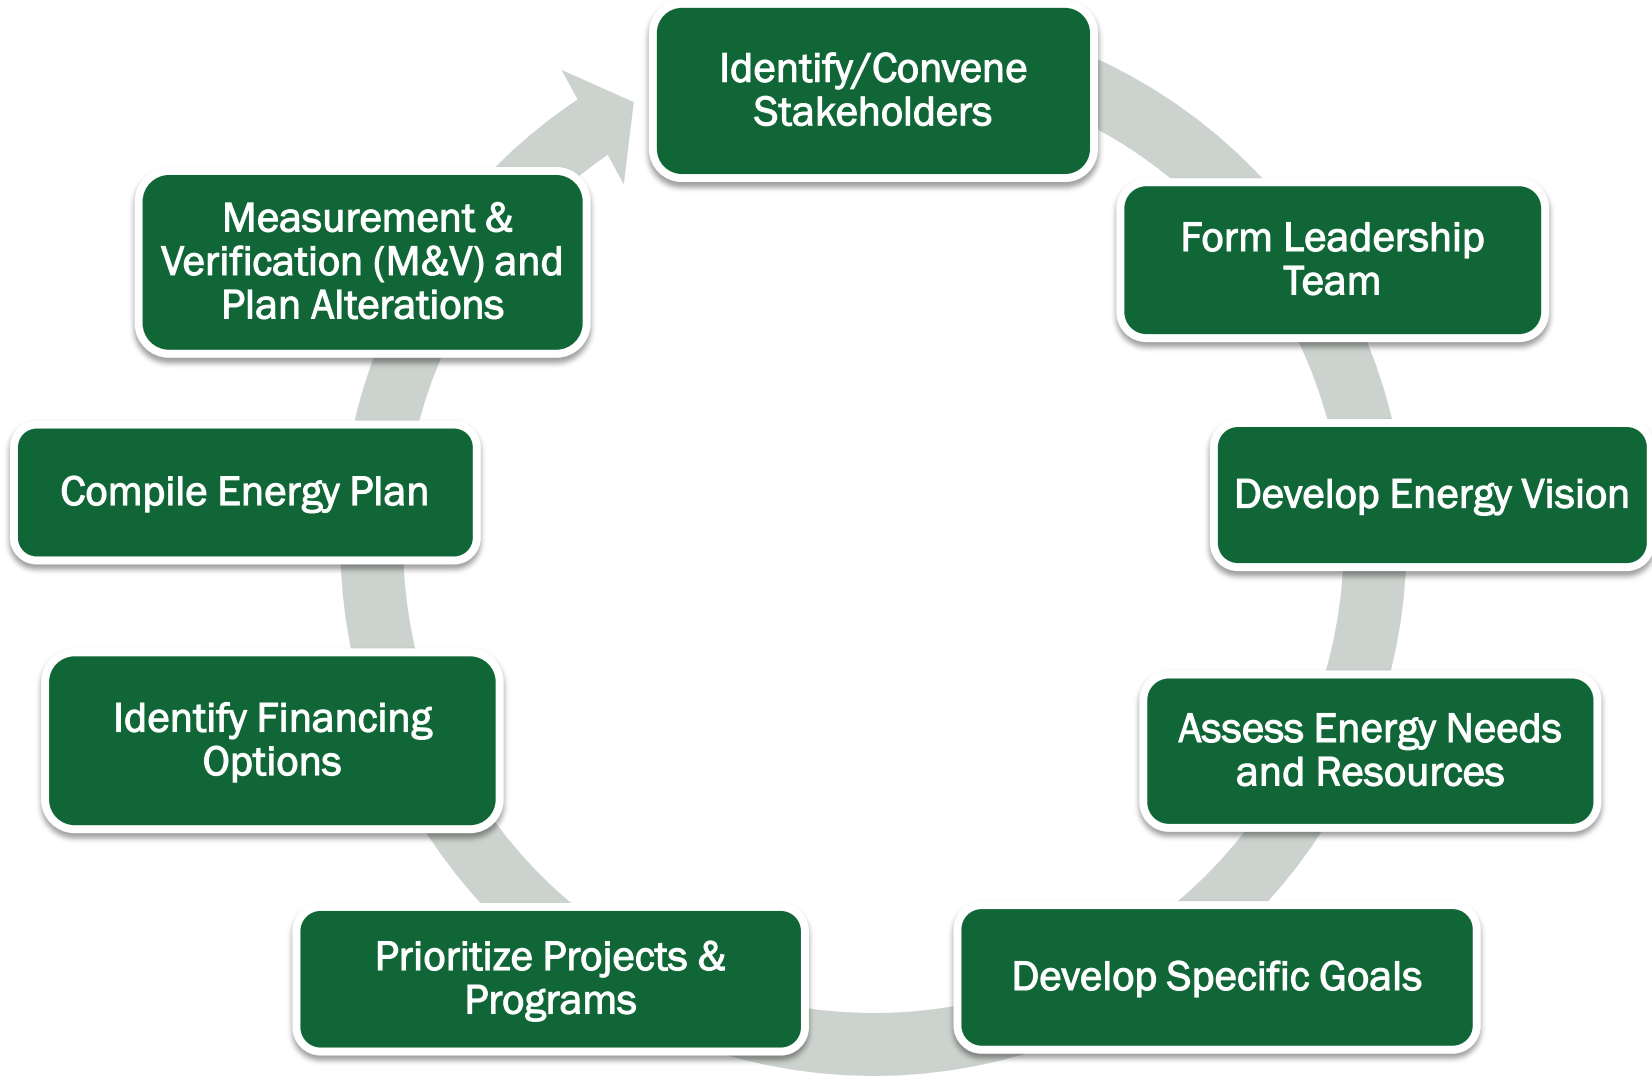 Identify/Convene
Stakeholders
Form Leadership
Team
Develop Energy Vision
Assess Energy Needs
and Resources
Develop Specific Goals
Prioritize Projects &
Programs
Identify Financing
Options
Compile Energy Plan
Measurement &
Verification (M&V) and
Plan Alterations